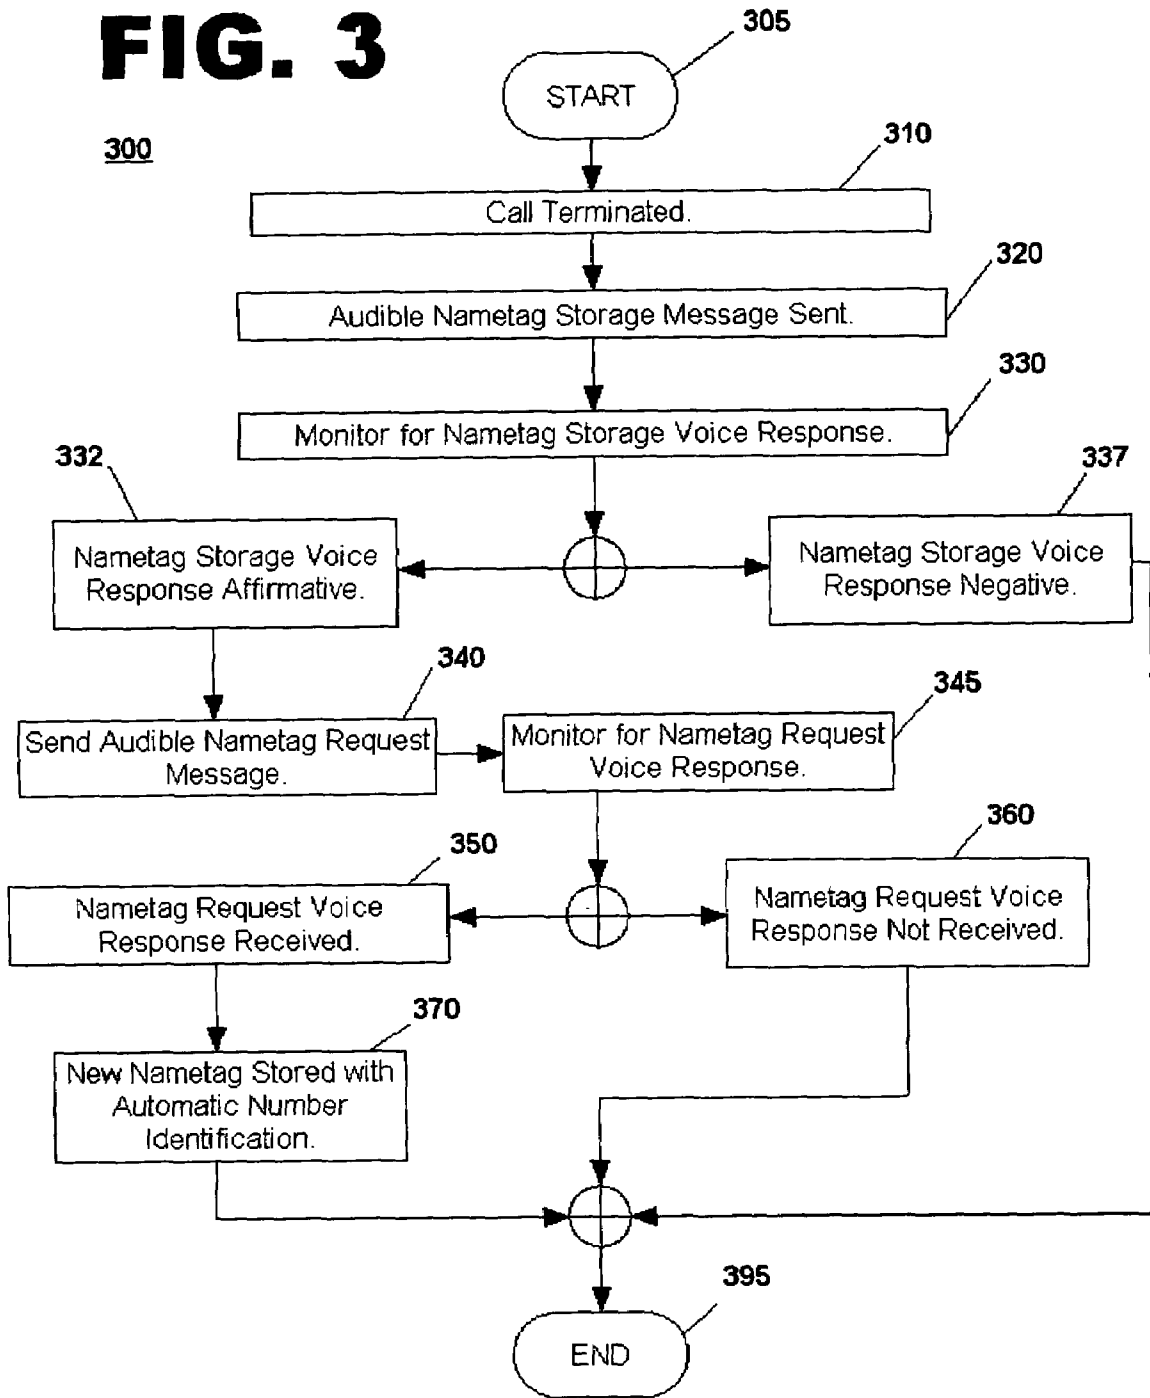 FIG. 3
305
START
300
310
Call Terminated.
320
Audible Nametag Storage Message Sent.
330
Monitor for Nametag Storage Voice Response.
332
337
Nametag Storage Voice
Response Affirmative.
Nametag Storage Voice
Response Negative.
340
345
Send Audible Nametag Request
Message.
Monitor for Nametag Request
Voice Response.
350
360
Nametag Request Voice
Response Received.
Nametag Request Voice
Response Not Received.
370
New Nametag Stored with
Automatic Number
Identification.
395
END